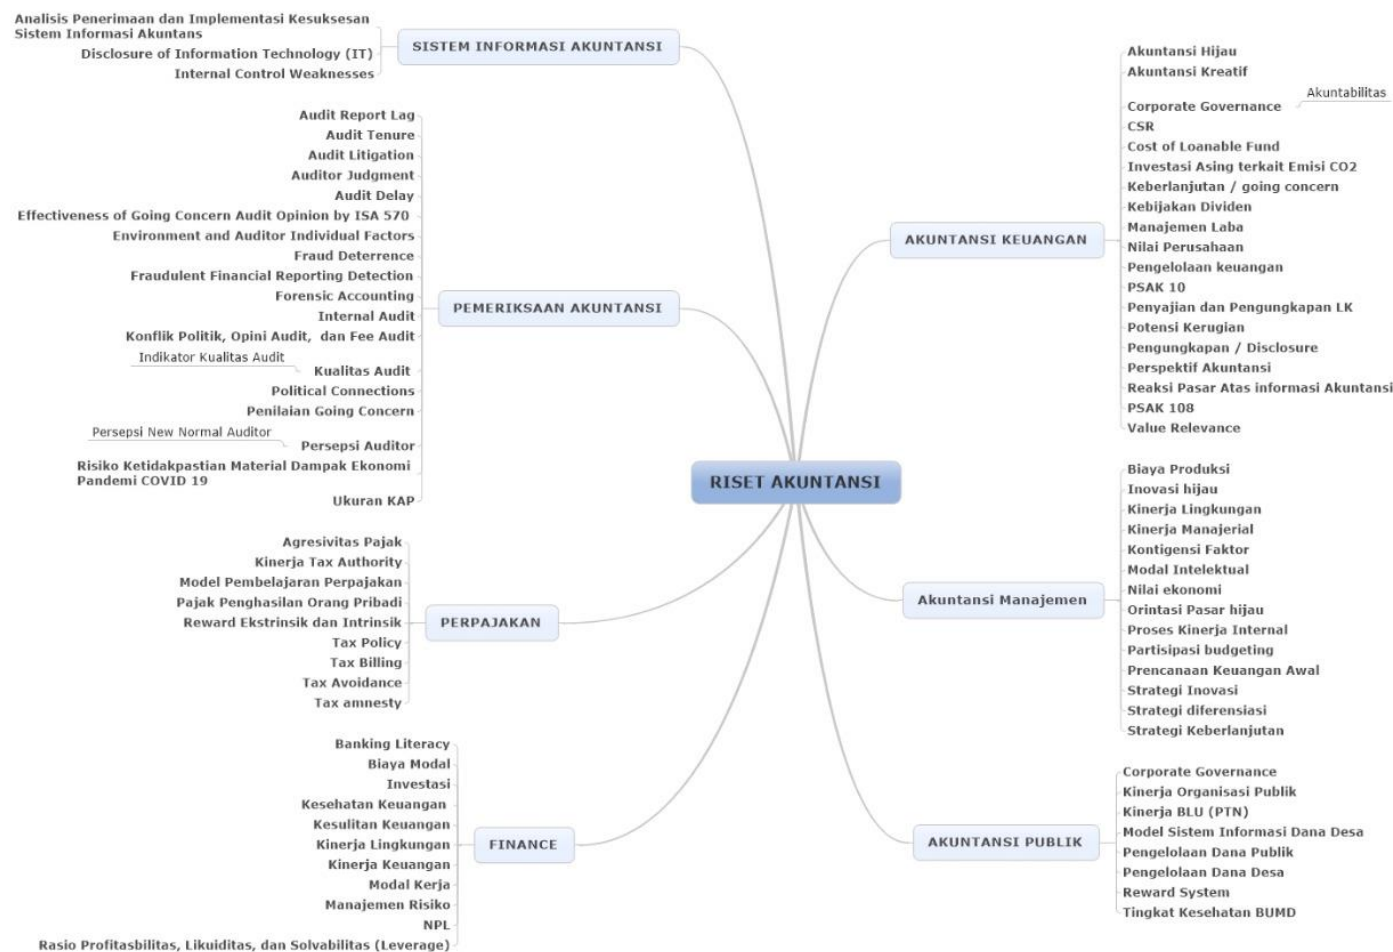 Analisis Penerimaan dan Implementasi Kesuksesan
Sistem Informasi Akuntans
Disclosure of Information Technology (IT)
Internal Control Weaknesses
SISTEM INFORMASI AKUNTANSI
Audit Report Lag
Audit Tenure
Audit Litigation
Auditor Judgment
Audit Delay
Effectiveness of Going Concern Audit Opinion by ISA 570
Environment and Auditor Individual Factors
Fraud Deterrence
Fraudulent Financial Reporting Detection
Forensic Accounting
Internal Audit
Konflik Politik, Opini Audit, dan Fee Audit
Indikator Kualitas Audit
Kualitas Audit
Political Connections
Penilaian Going Concern
Persepsi New Normal Auditor
Persepsi Auditor
Risiko Ketidakpastian Material Dampak Ekonomi
Pandemi COVID 19
Ukuran KAP
PEMERIKSAAN AKUNTANSI
Agresivitas Pajak
Kinerja Tax Authority
Model Pembelajaran Perpajakan
Pajak Penghasilan Orang Pribadi
Reward Ekstrinsik dan Intrinsik
Tax Policy
Tax Billing
Tax Avoidance
Tax amnesty
PERPAJAKAN
Banking Literacy
Biaya Modal
Investasi
Kesehatan Keuangan
Kesulitan Keuangan
Kinerja Lingkungan
Kinerja Keuangan
Modal Kerja
Manajemen Risiko
NPL
Rasio Profitasbilitas, Likuiditas, dan Solvabilitas (Leverage)
FINANCE
RISET AKUNTANSI
AKUNTANSI KEUANGAN
Akuntansi Hijau
Akuntansi Kreatif
Corporate Governance
Akuntabilitas
CSR
Cost of Loanable Fund
Investasi Asing terkait Emisi CO2
Keberlanjutan / going concern
Kebijakan Dividen
Manajemen Laba
Nilai Perusahaan
Pengelolaan keuangan
PSAK 10
Penyajian dan Pengungkapan LK
Potensi Kerugian
Pengungkapan / Disclosure
Perspektif Akuntansi
Reaksi Pasar Atas informasi Akuntansi
PSAK 108
Value Relevance
Akuntansi Manajemen
Biaya Produksi
Inovasi hijau
Kinerja Lingkungan
Kinerja Manajerial
Kontigensi Faktor
Modal Intelektual
Nilai ekonomi
Orintasi Pasar hijau
Proses Kinerja Internal
Partisipasi budgeting
Prencanaan Keuangan Awal
Strategi Inovasi
Strategi diferensiasi
Strategi Keberlanjutan
AKUNTANSI PUBLIK
Corporate Governance
Kinerja Organisasi Publik
Kinerja BLU (PTN)
Model Sistem Informasi Dana Desa
Pengelolaan Dana Publik
Pengelolaan Dana Desa
Reward System
Tingkat Kesehatan BUMD